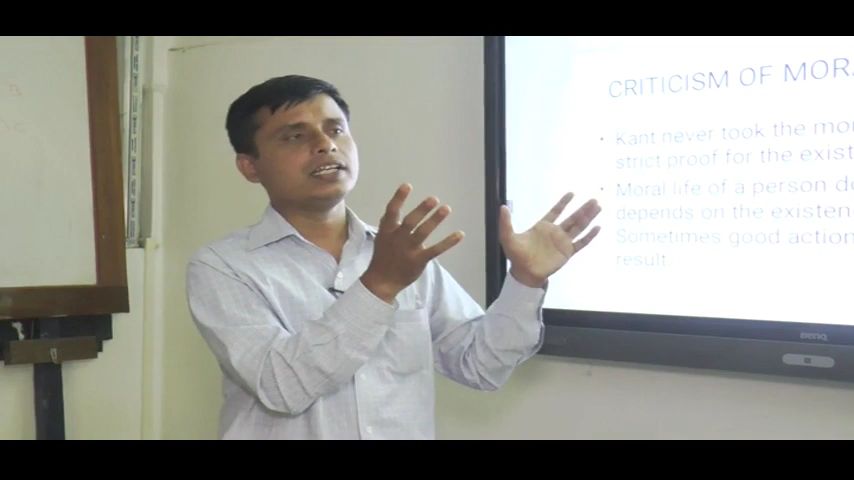 CRITICISM OF MOR
• Kant never took the mor
strict proof for the exist
• Moral life of a person d
depends on the existen
Sometimes good action
result
BenQ